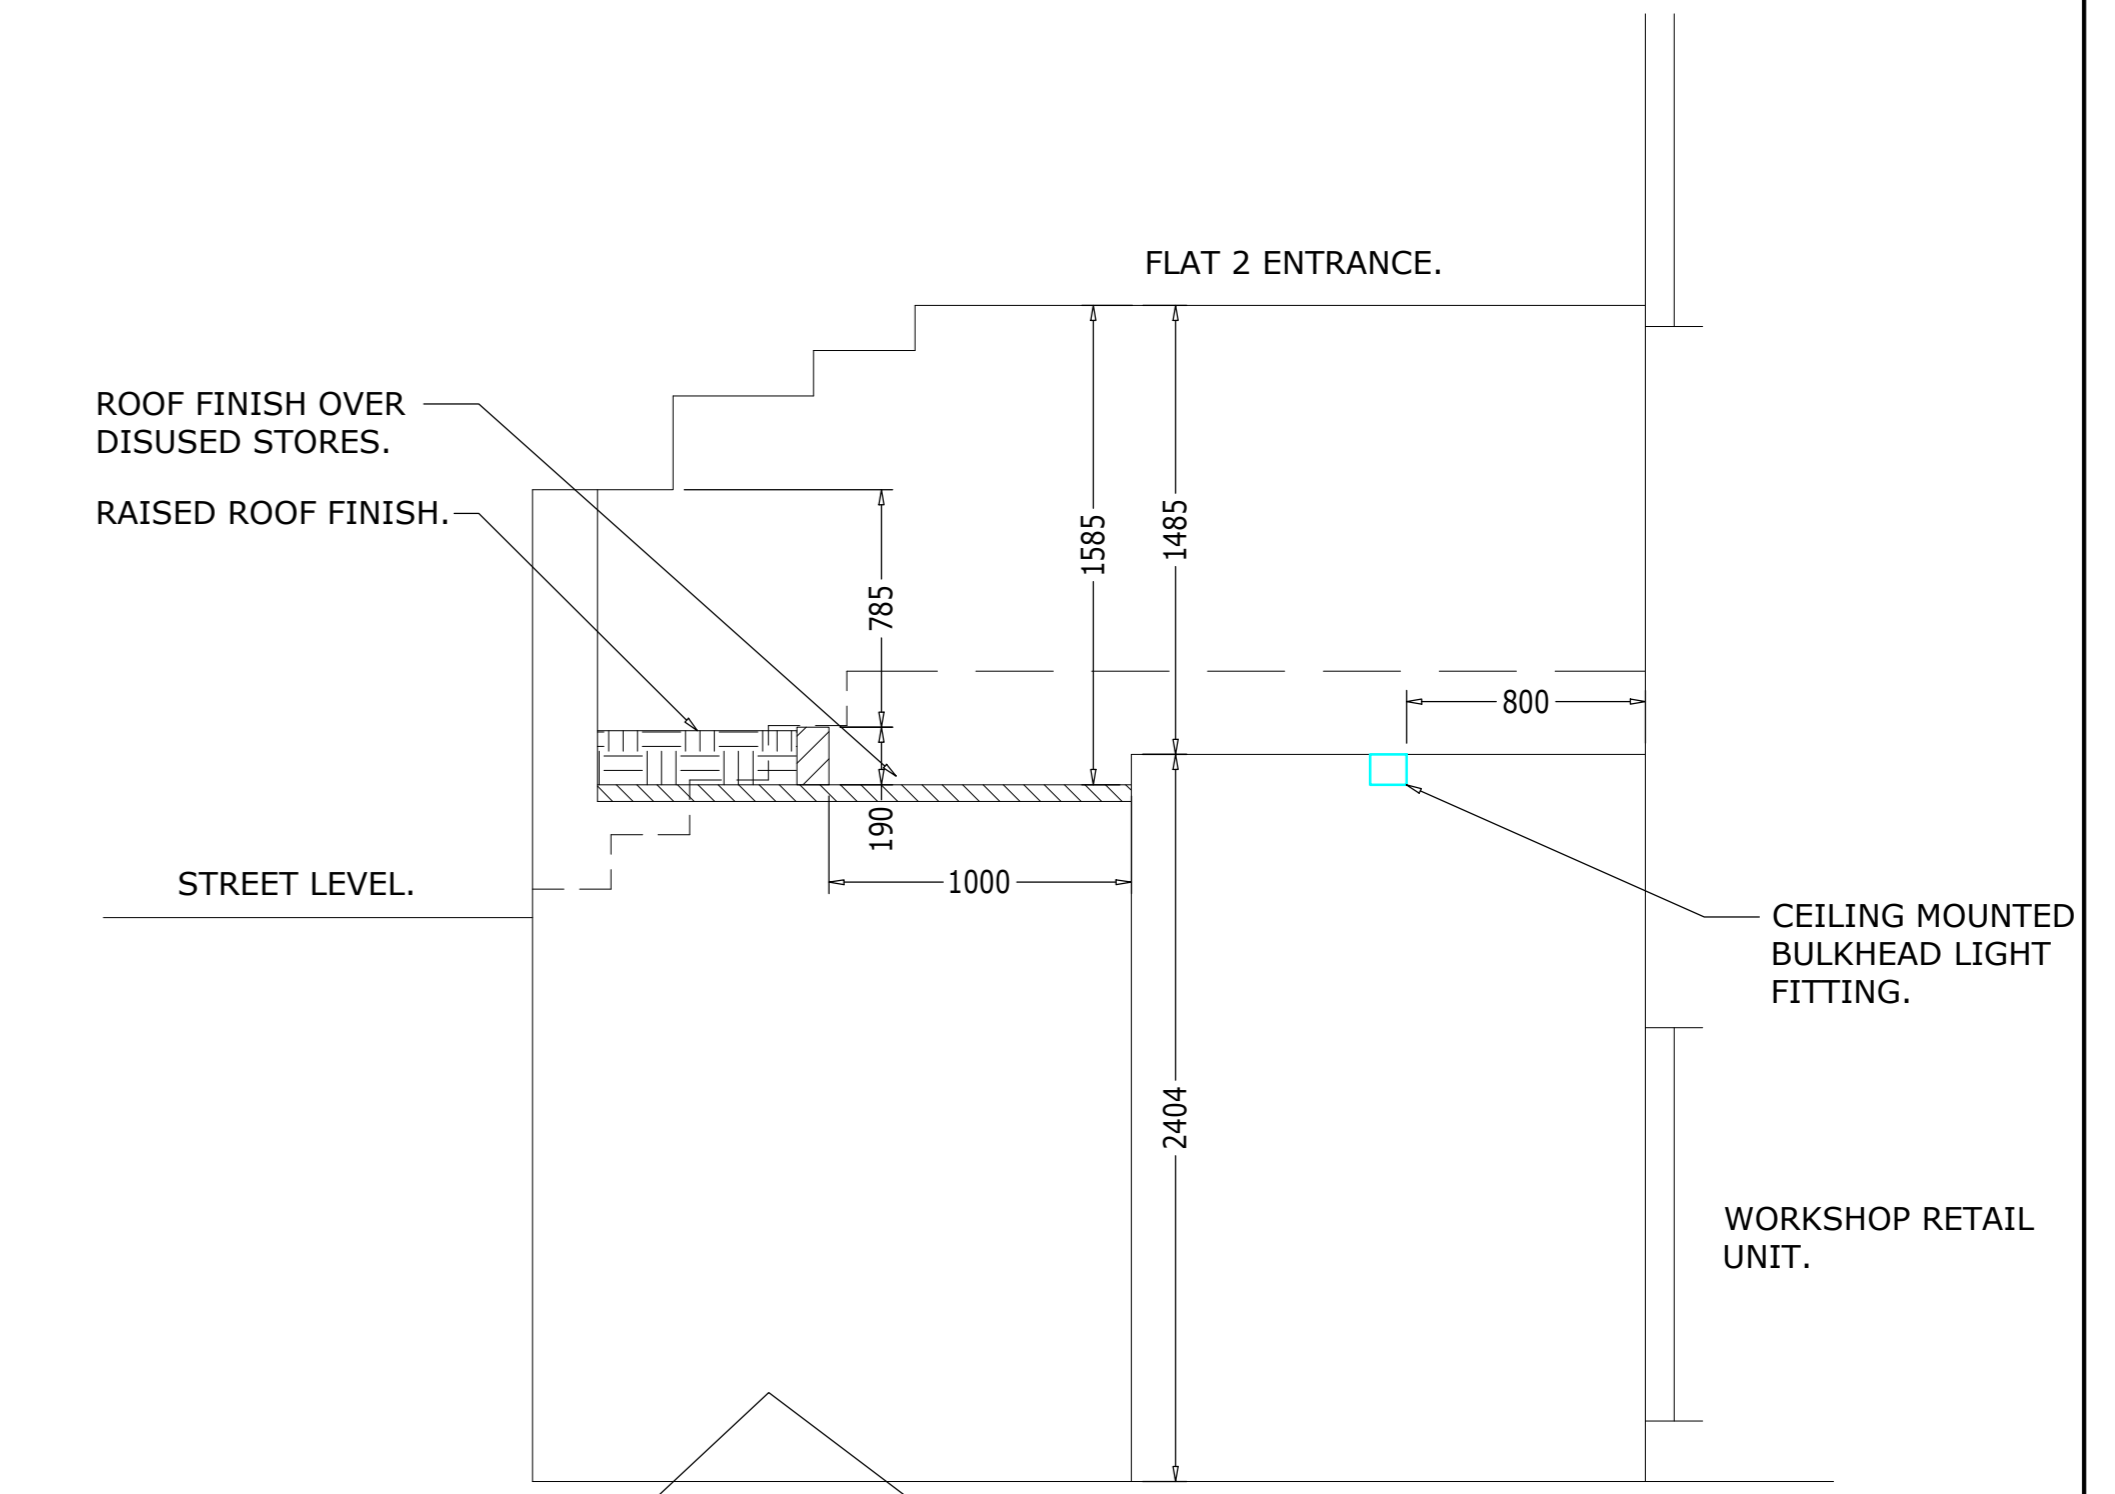 FLAT 2 ENTRANCE.
ROOF FINISH OVER
DISUSED STORES.
RAISED ROOF FINISH.
785
1585
1485
800
190
1000
STREET LEVEL.
CEILING MOUNTED
BULKHEAD LIGHT
FITTING.
2404
WORKSHOP RETAIL
UNIT.